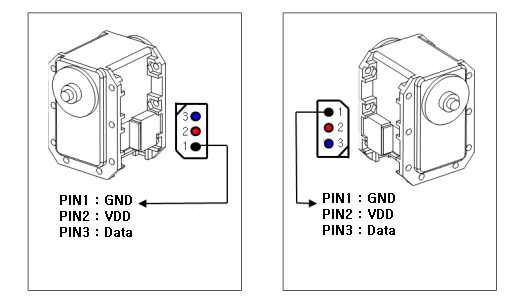 3
2
1
PIN1 : GND
PIN2 : VDD
PIN3 : Data
1
2
3
PIN1 : GND
PIN2 : VDD
PIN3 : Data